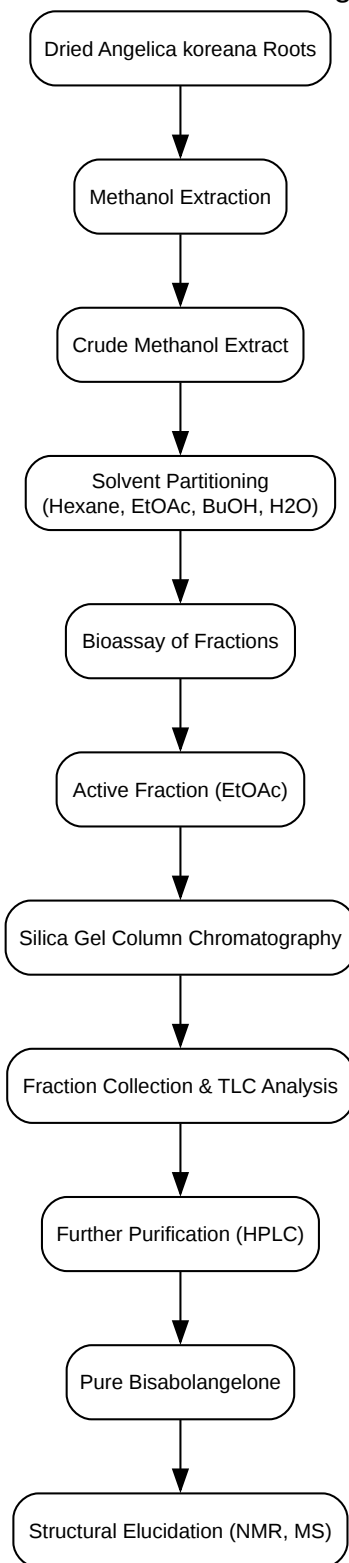 Dried Angelica koreana Roots
Methanol Extraction
Crude Methanol Extract
Solvent Partitioning
(Hexane, EtOAc, BuOH, H2O)
Bioassay of Fractions
Active Fraction (EtOAc)
Silica Gel Column Chromatography
Fraction Collection & TLC Analysis
Further Purification (HPLC)
Pure Bisabolangelone
Structural Elucidation (NMR, MS)